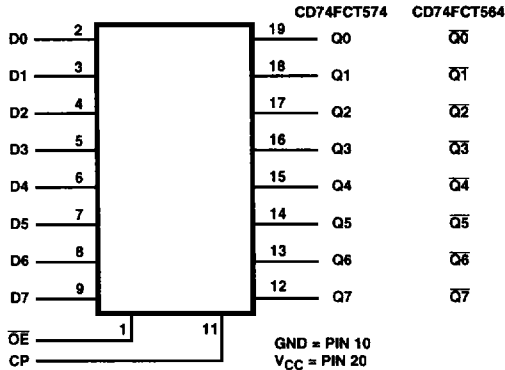 CD74FCT574 CD74FCT564
D0 2 19 Q0 Q̅0̅
D1 3 18 Q1 Q̅1̅
D2 4 17 Q2 Q̅2̅
D3 5 16 Q3 Q̅3̅
D4 6 15 Q4 Q̅4̅
D5 7 14 Q5 Q̅5̅
D6 8 13 Q6 Q̅6̅
D7 9 12 Q7 Q̅7̅
O̅E̅ 1 11
CP
GND = PIN 10
VCC = PIN 20